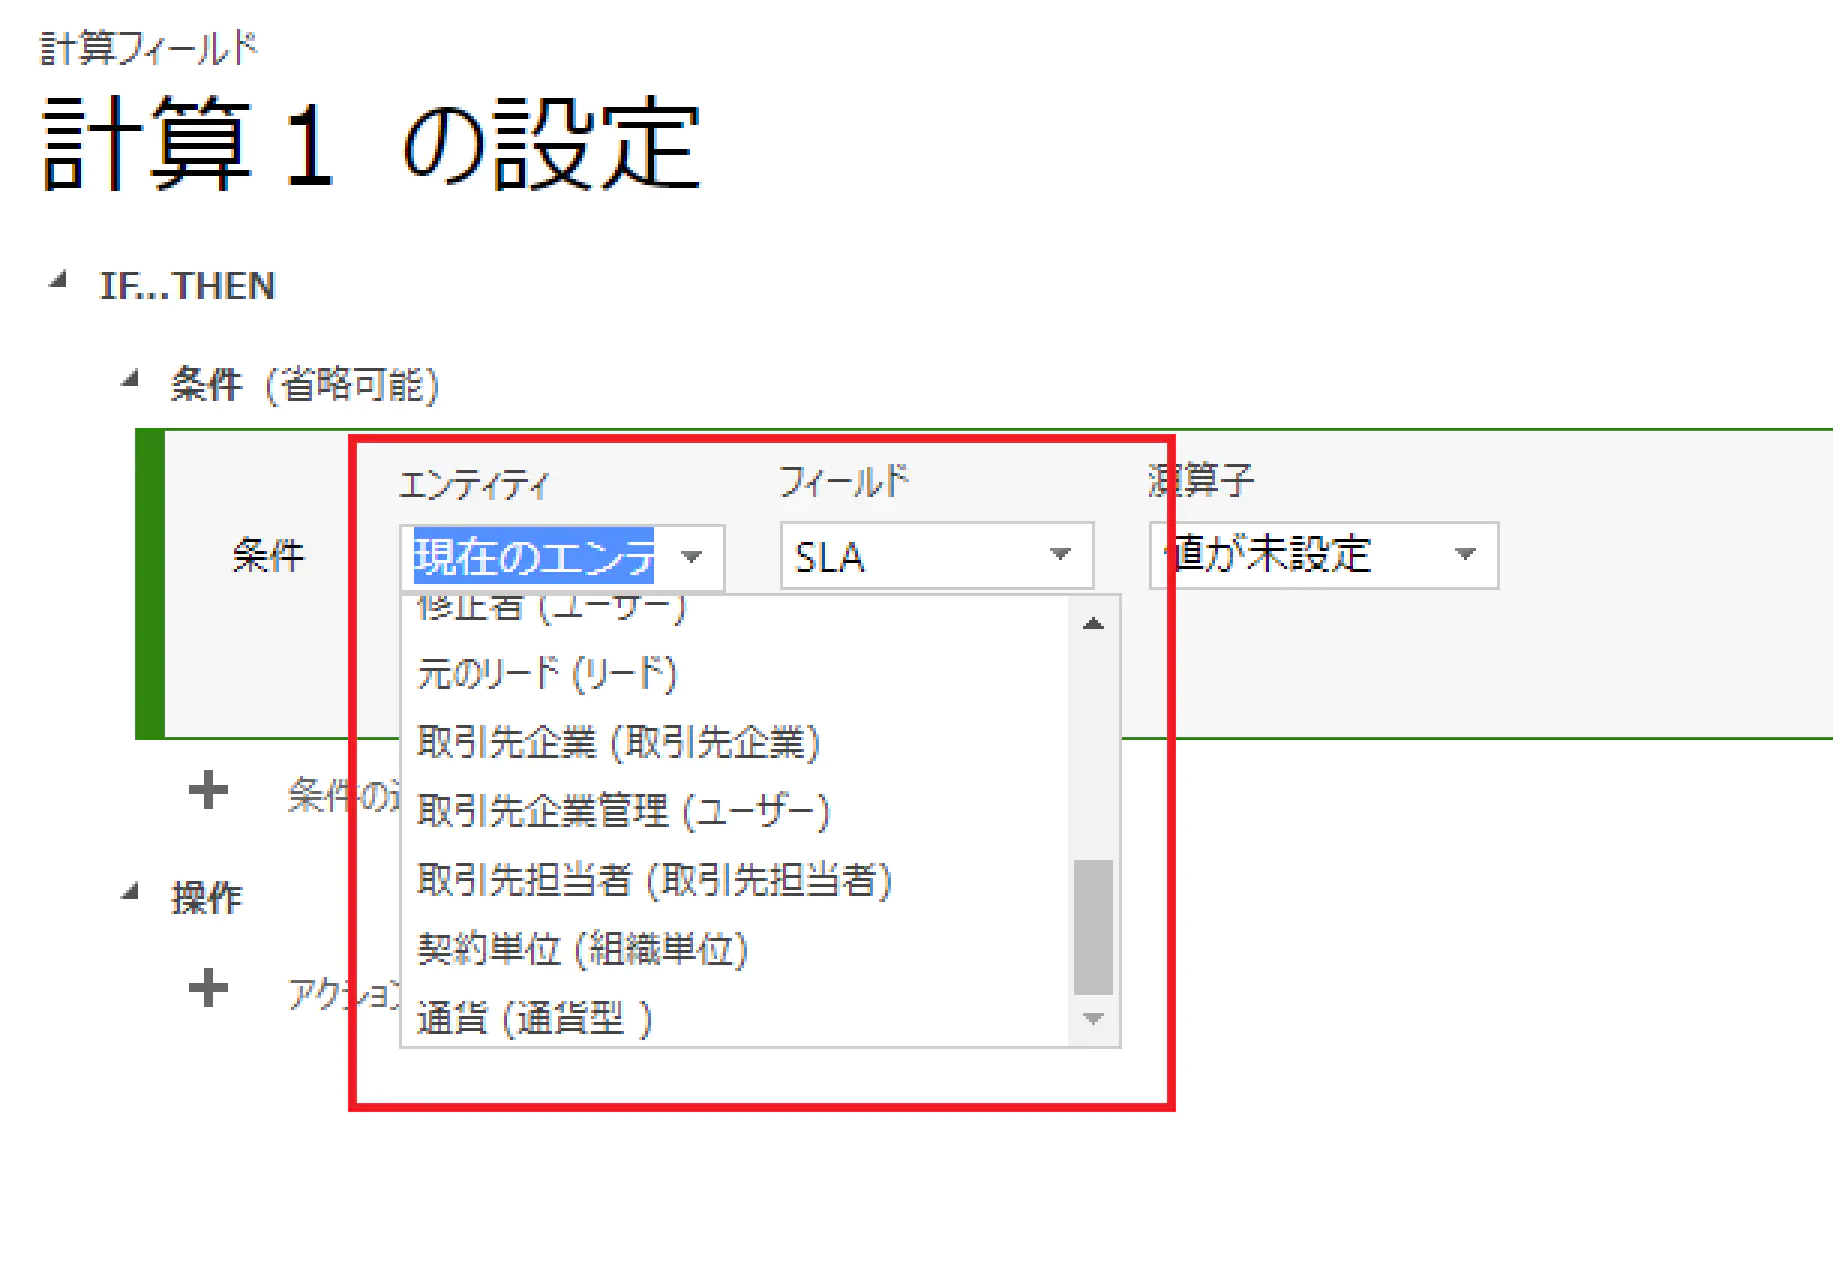 計算フィールド
計算１ の設定
IF...THEN
条件 (省略可能)
エンティティ フィールド 演算子
条件 現在のエンテ SLA 値が未設定
修正者 (ユーザー)
元のリード (リード)
取引先企業 (取引先企業)
条件の
取引先企業管理 (ユーザー)
取引先担当者 (取引先担当者)
操作
契約単位 (組織単位)
アクション
通貨 (通貨型 )